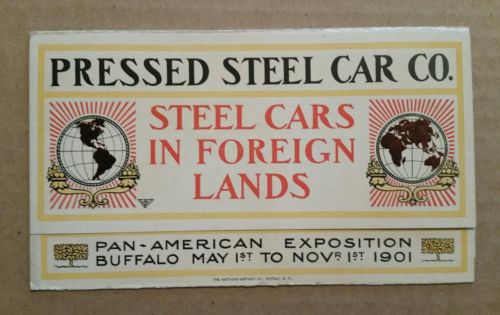 PRESSED STEEL CAR CO.
STEEL CARS
IN FOREIGN
LANDS
PAN-AMERICAN EXPOSITION
BUFFALO MAY 1ST TO NOVR 1ST 1901